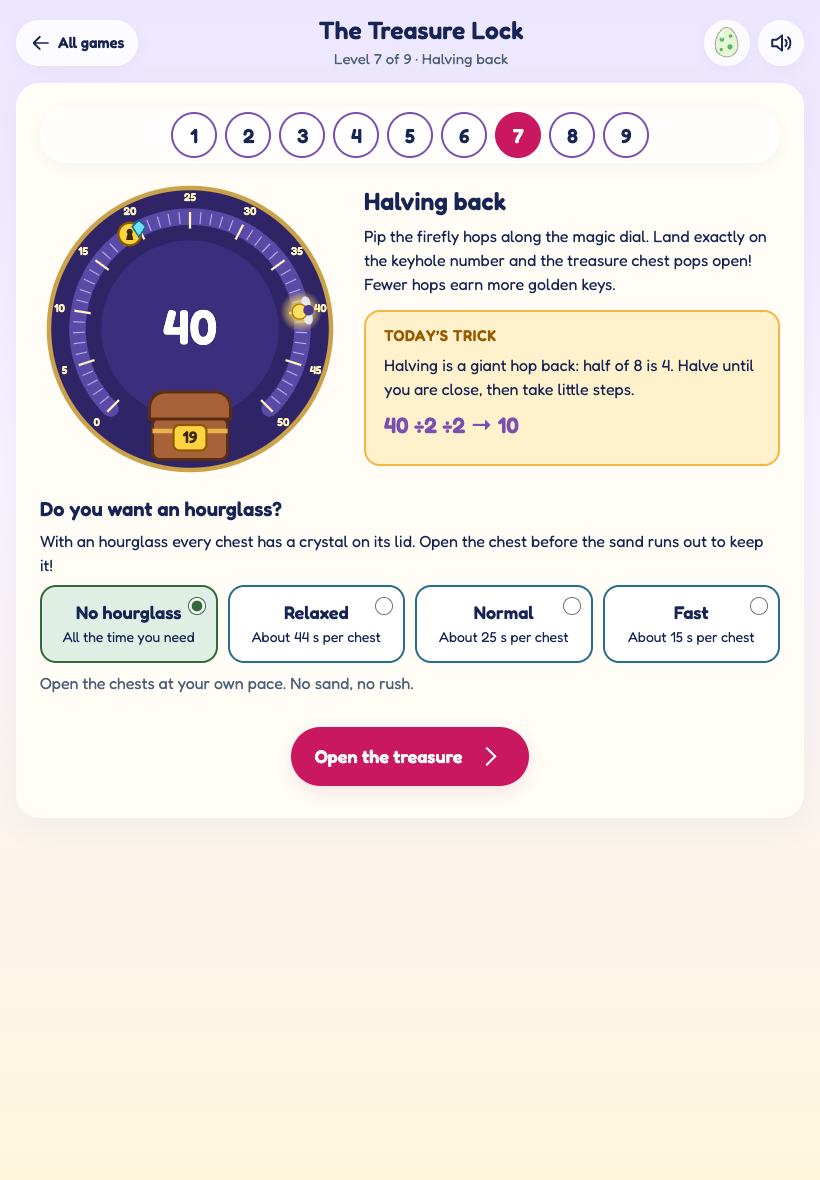 All games
The Treasure Lock
Level 7 of 9 · Halving back
1 2 3 4 5 6 7 8 9
0
5
10
15
20
25
30
35
40
45
50
40
19
Halving back
Pip the firefly hops along the magic dial. Land exactly on
the keyhole number and the treasure chest pops open!
Fewer hops earn more golden keys.
TODAY'S TRICK
Halving is a giant hop back: half of 8 is 4. Halve until
you are close, then take little steps.
40 ÷2 ÷2 → 10
Do you want an hourglass?
With an hourglass every chest has a crystal on its lid. Open the chest before the sand runs out to keep
it!
No hourglass
All the time you need
Relaxed
About 44 s per chest
Normal
About 25 s per chest
Fast
About 15 s per chest
Open the chests at your own pace. No sand, no rush.
Open the treasure